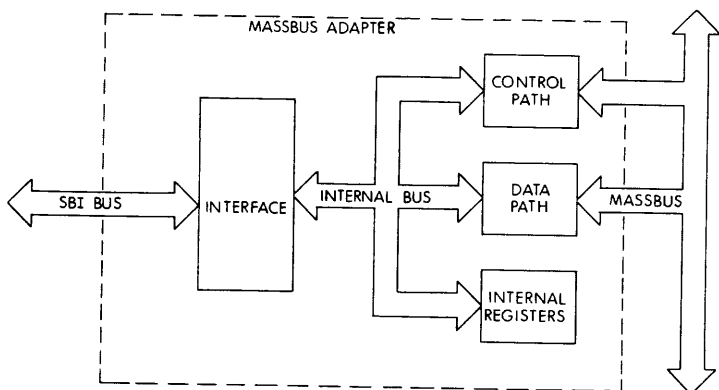 MASSBUS ADAPTER
CONTROL
PATH
SBI BUS
INTERFACE
INTERNAL BUS
DATA
PATH
MASSBUS
INTERNAL
REGISTERS